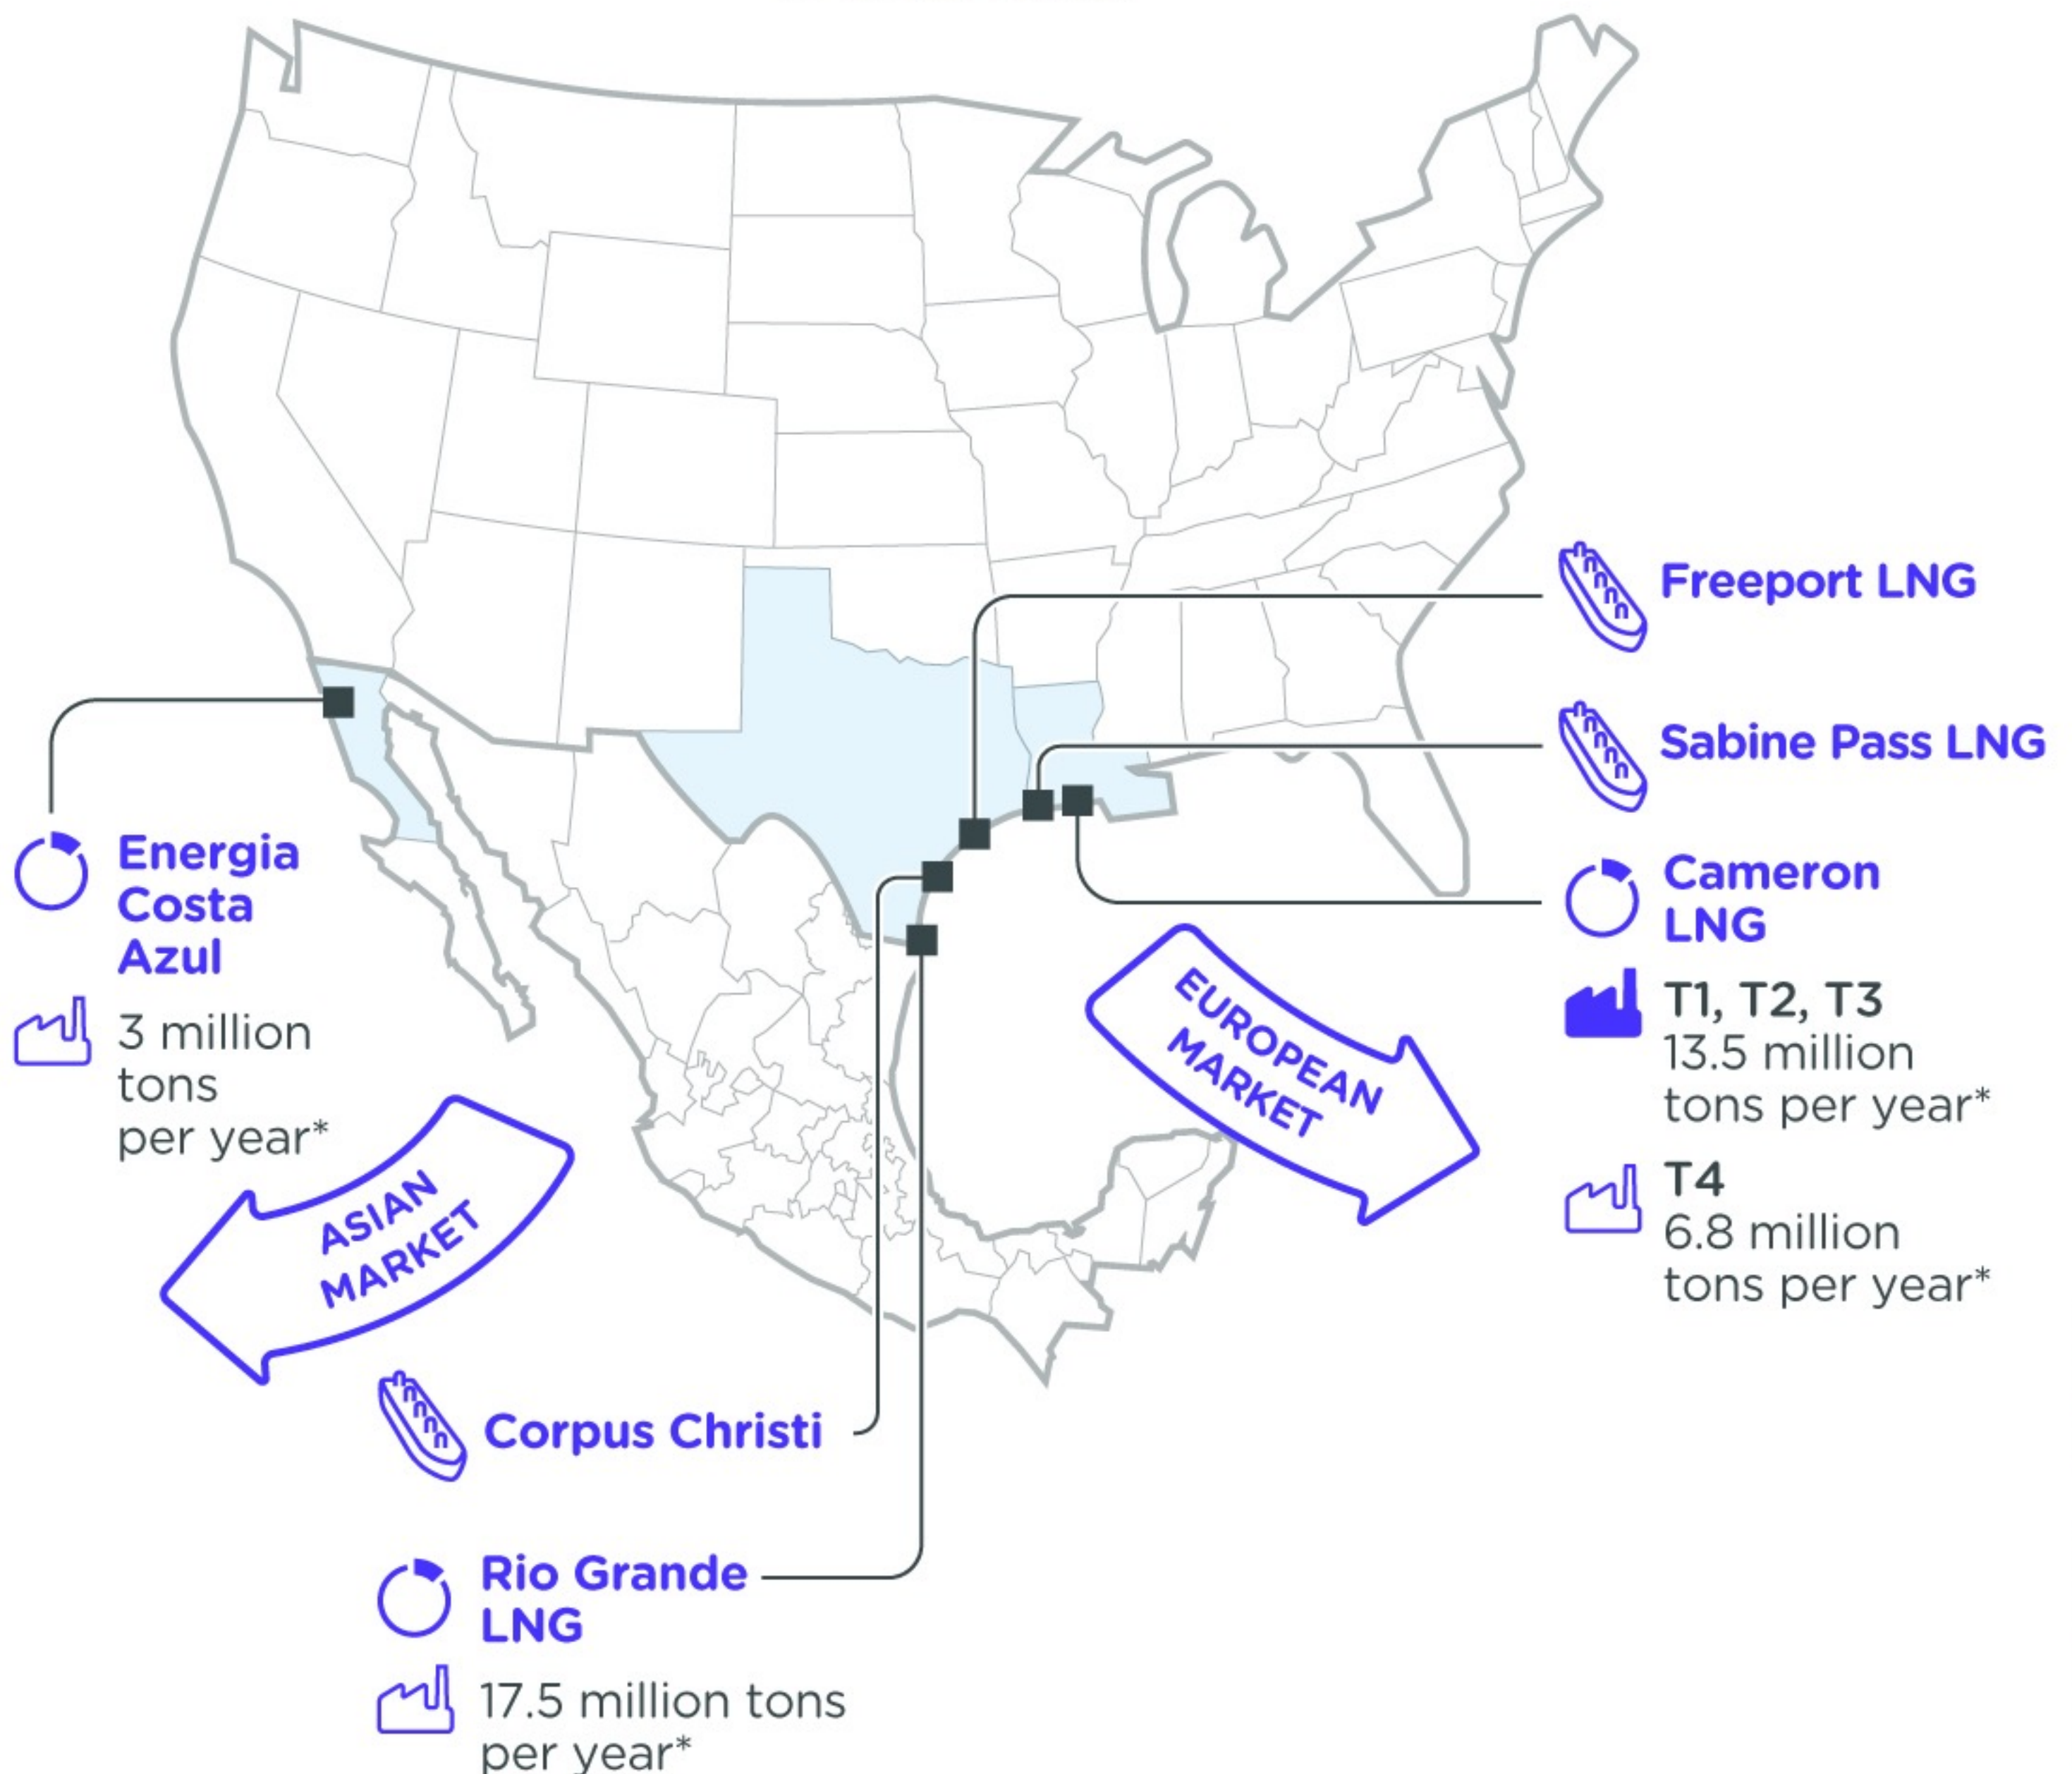 Freeport LNG
Sabine Pass LNG
Energia
Costa
Azul
3 million
tons
per year*
Cameron
LNG
T1, T2, T3
13.5 million
tons per year*
T4
6.8 million
tons per year*
EUROPEAN
MARKET
ASIAN
MARKET
Corpus Christi
Rio Grande
LNG
17.5 million tons
per year*